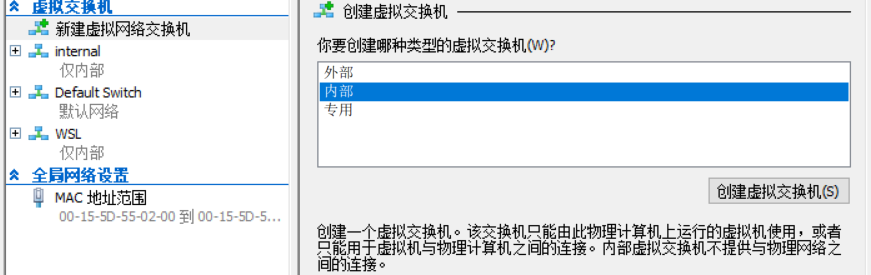 虚拟交换机
新建虚拟网络交换机
internal
仅内部
Default Switch
默认网络
WSL
仅内部
全局网络设置
MAC 地址范围
00-15-5D-55-02-00 到 00-15-5D-5...
创建虚拟交换机
你要创建哪种类型的虚拟交换机(W)?
外部
内部
专用
创建虚拟交换机(S)
创建一个虚拟交换机。该交换机只能由此物理计算机上运行的虚拟机使用，或者
只能用于虚拟机与物理计算机之间的连接。内部虚拟交换机不提供与物理网络之
间的连接。